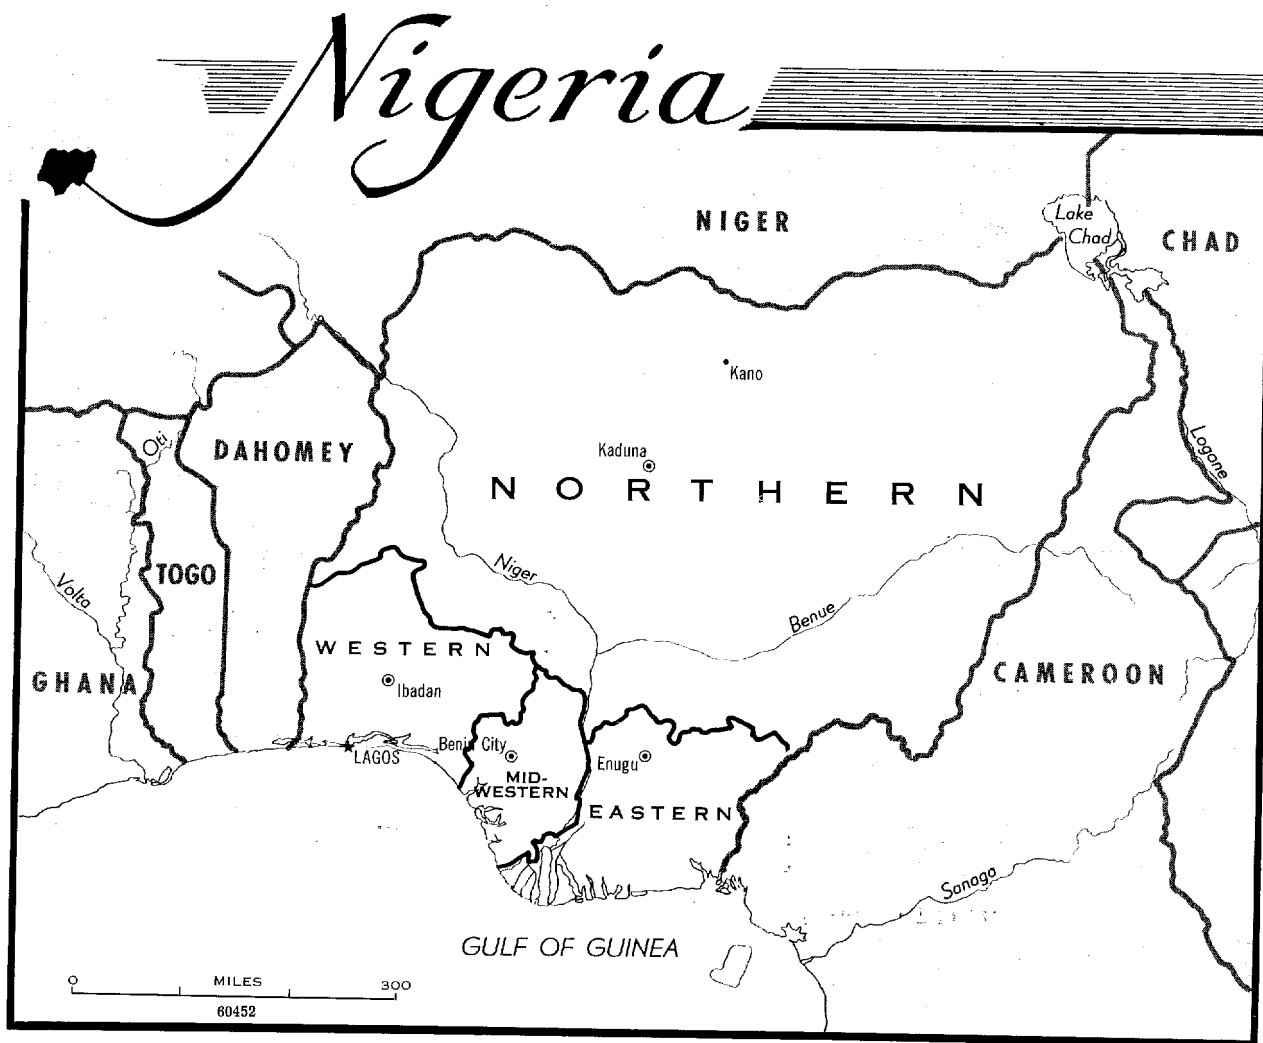 Nigeria
NIGER
Lake
Chad
CHAD
Kano
Oti
DAHOMEY
Kaduna
Logone
NORTHERN
Niger
TOGO
Volta
Benue
WESTERN
GHANA
Ibadan
CAMEROON
Benin City
LAGOS
Enugu
MID-
WESTERN
EASTERN
Sanaga
GULF OF GUINEA
0 MILES 300
60452